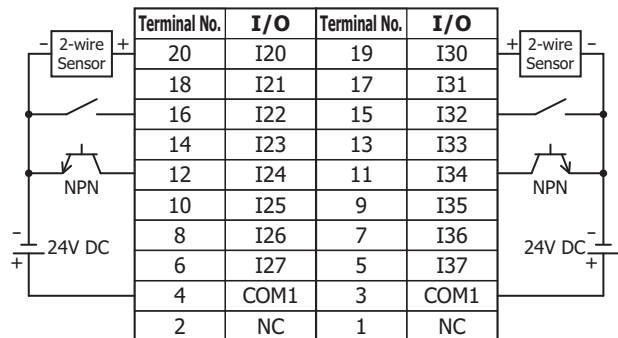 Terminal No. I/O Terminal No. I/O
− 2-wire Sensor + 20 I20 19 I30 + 2-wire Sensor −
18 I21 17 I31
16 I22 15 I32
14 I23 13 I33
NPN 12 I24 11 I34 NPN
10 I25 9 I35
− 24V DC + 8 I26 7 I36 − 24V DC +
6 I27 5 I37
4 COM1 3 COM1
2 NC 1 NC